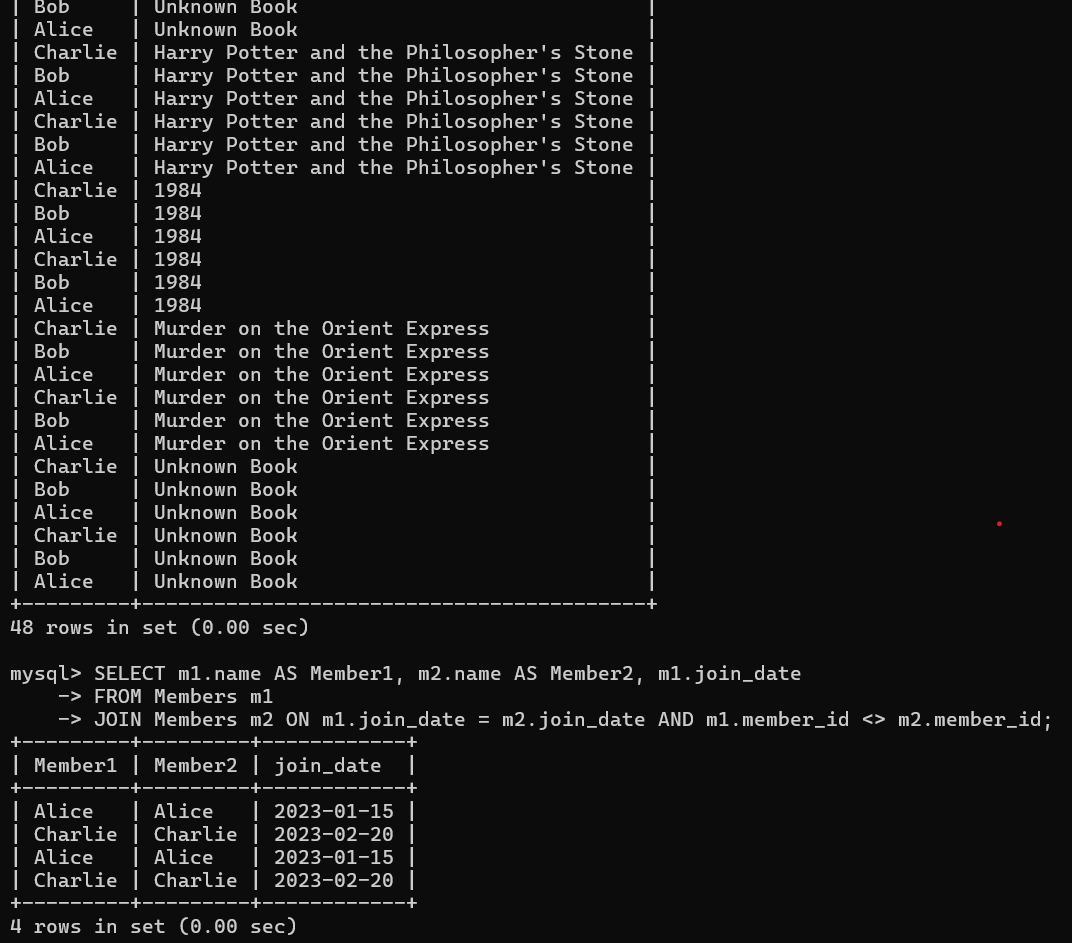 | Bob     | Unknown Book                             |
| Alice   | Unknown Book                             |
| Charlie | Harry Potter and the Philosopher's Stone |
| Bob     | Harry Potter and the Philosopher's Stone |
| Alice   | Harry Potter and the Philosopher's Stone |
| Charlie | Harry Potter and the Philosopher's Stone |
| Bob     | Harry Potter and the Philosopher's Stone |
| Alice   | Harry Potter and the Philosopher's Stone |
| Charlie | 1984                                     |
| Bob     | 1984                                     |
| Alice   | 1984                                     |
| Charlie | 1984                                     |
| Bob     | 1984                                     |
| Alice   | 1984                                     |
| Charlie | Murder on the Orient Express             |
| Bob     | Murder on the Orient Express             |
| Alice   | Murder on the Orient Express             |
| Charlie | Murder on the Orient Express             |
| Bob     | Murder on the Orient Express             |
| Alice   | Murder on the Orient Express             |
| Charlie | Unknown Book                             |
| Bob     | Unknown Book                             |
| Alice   | Unknown Book                             |
| Charlie | Unknown Book                             |
| Bob     | Unknown Book                             |
| Alice   | Unknown Book                             |
+---------+------------------------------------------+
48 rows in set (0.00 sec)

mysql> SELECT m1.name AS Member1, m2.name AS Member2, m1.join_date
    -> FROM Members m1
    -> JOIN Members m2 ON m1.join_date = m2.join_date AND m1.member_id <> m2.member_id;
+---------+---------+------------+
| Member1 | Member2 | join_date  |
+---------+---------+------------+
| Alice   | Alice   | 2023-01-15 |
| Charlie | Charlie | 2023-02-20 |
| Alice   | Alice   | 2023-01-15 |
| Charlie | Charlie | 2023-02-20 |
+---------+---------+------------+
4 rows in set (0.00 sec)